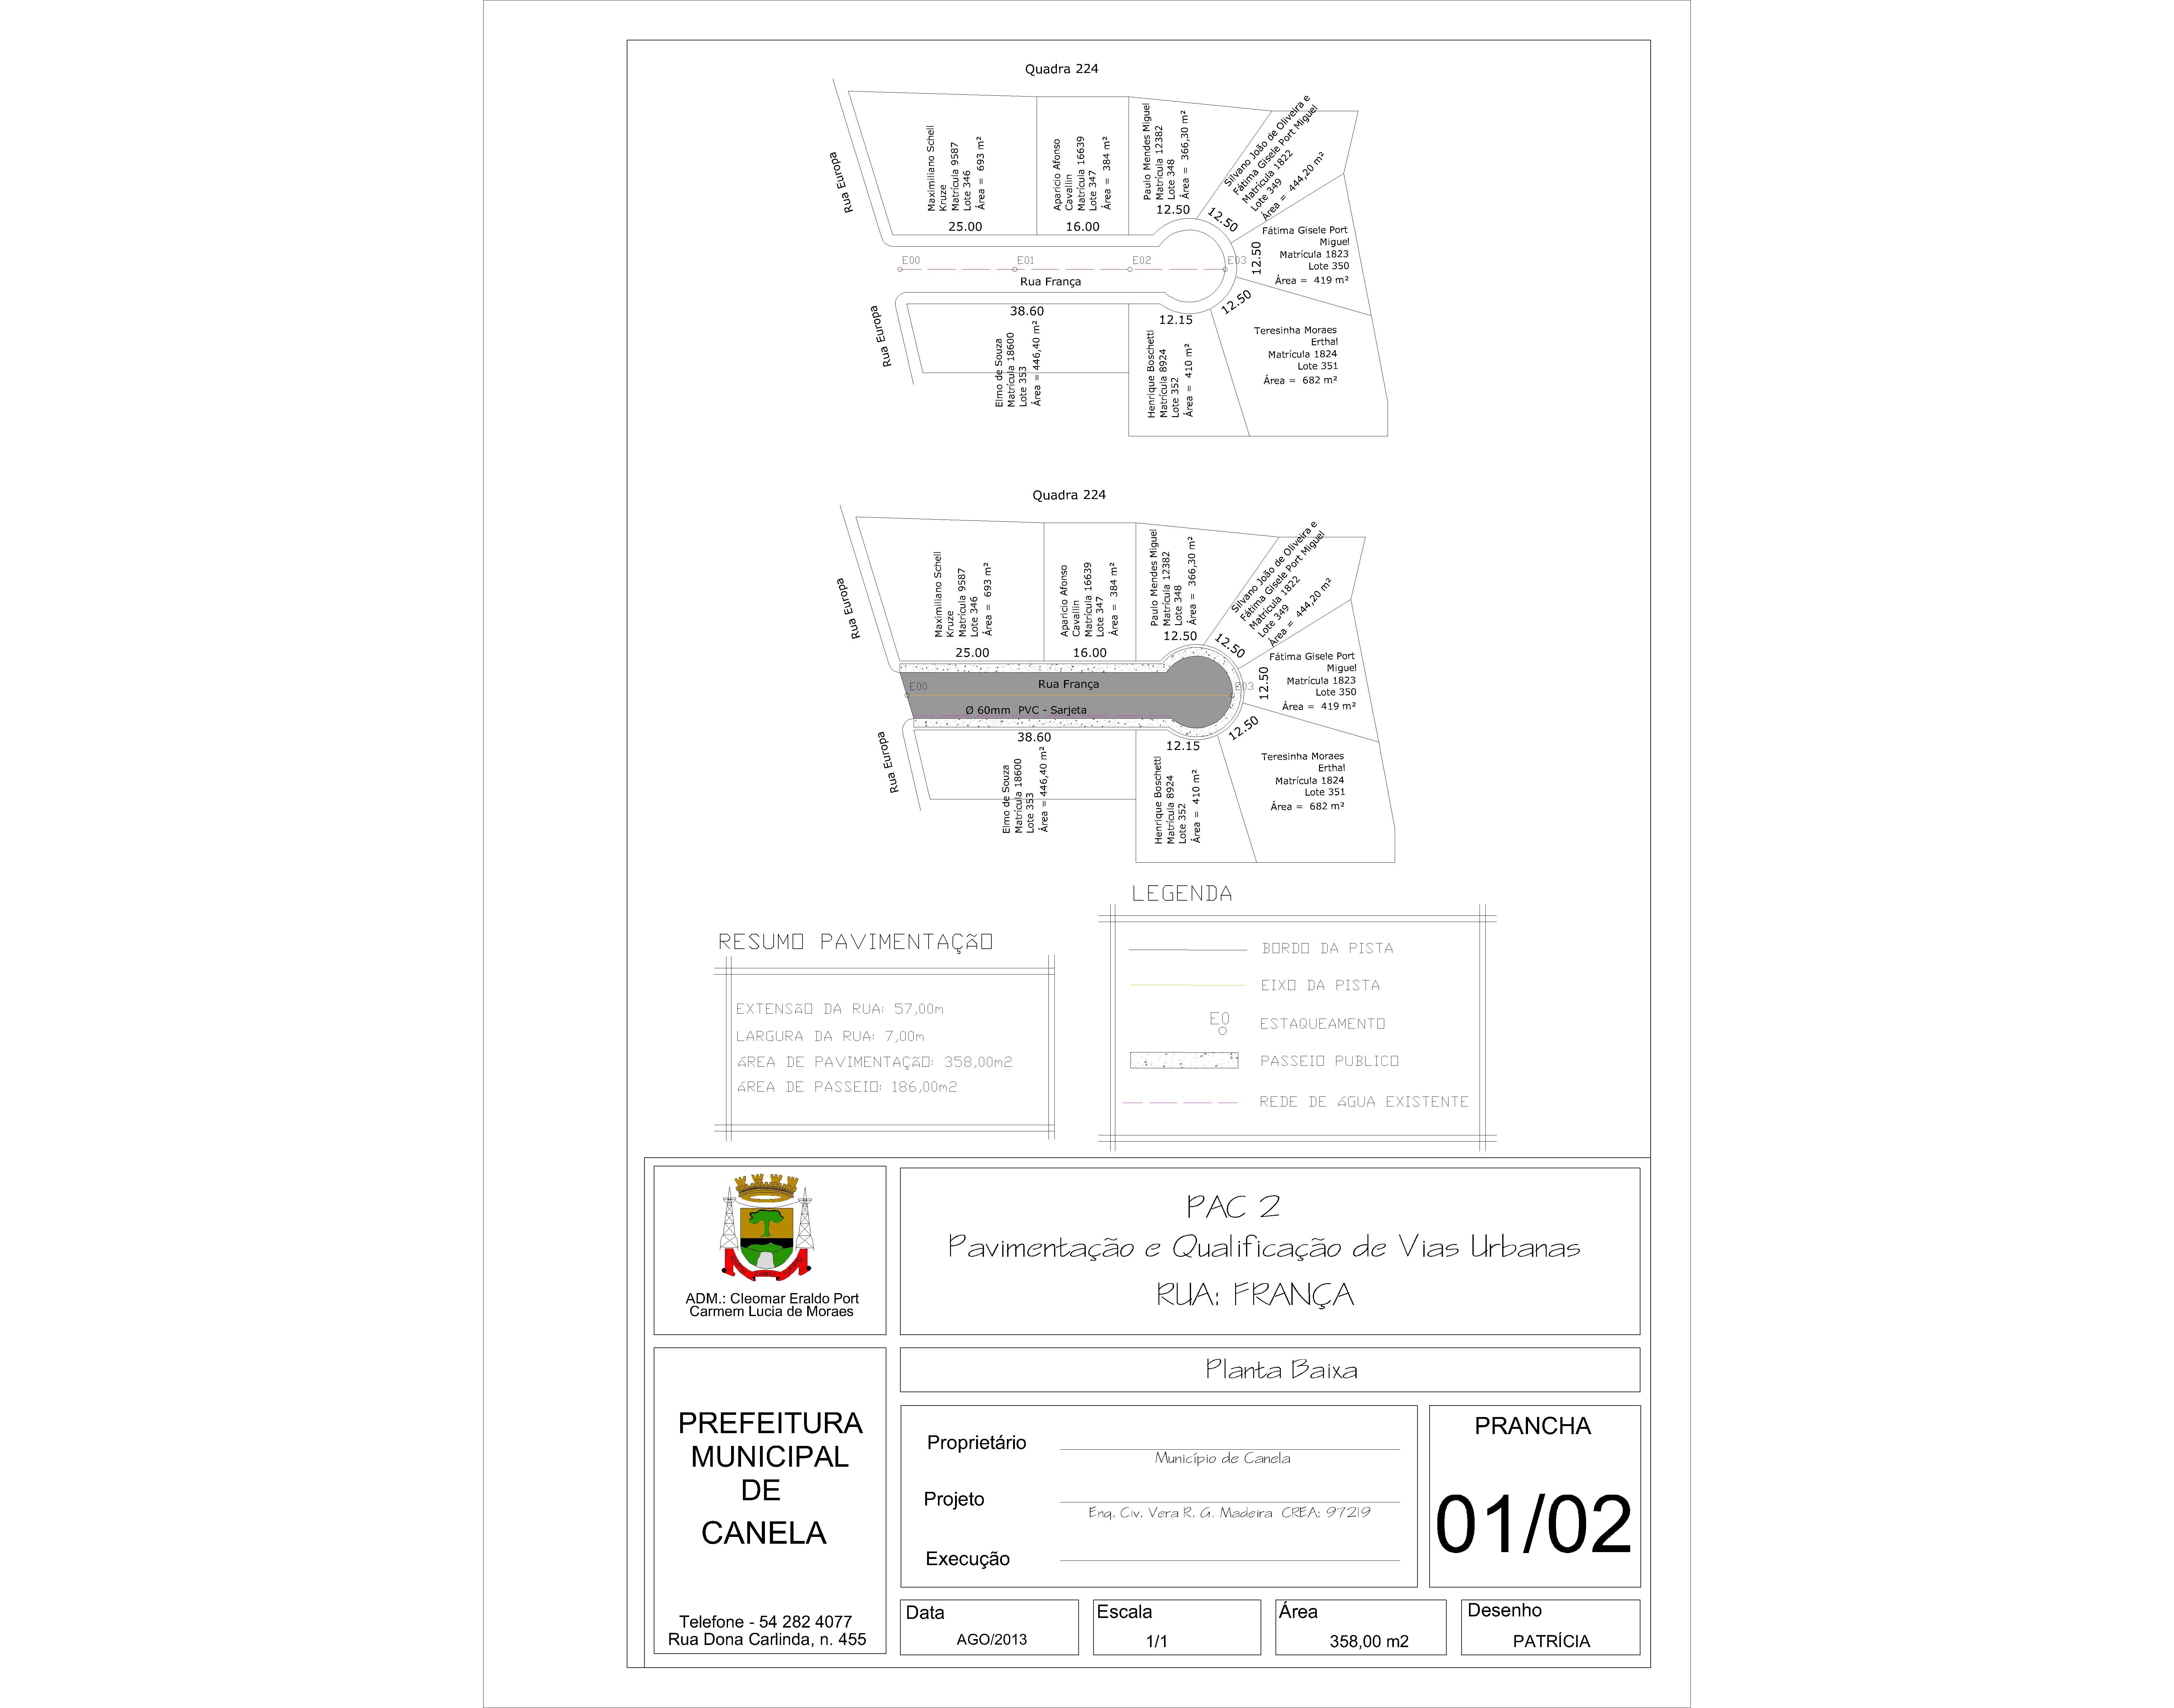 Quadra 224
Rua Europa
Maximiliano Schell
Kruze
Matrícula 9587
Lote 346
Área = 693 m²
25.00
Aparício Afonso
Cavallin
Matrícula 16639
Lote 347
Área = 384 m²
16.00
Paulo Mendes Miguel
Matrícula 12382
Lote 348
Área = 366,30 m²
12.50
Silvano João de Oliveira e
Fátima Gisele Port Miguel
Matrícula 1822
Lote 349
Área = 444,20 m²
12.50
Fátima Gisele Port
Miguel
Matrícula 1823
Lote 350
Área = 419 m²
12.50
E00
E01
E02
E03
Rua França
Rua Europa
38.60
Elmo de Souza
Matrícula 18600
Lote 353
Área = 446,40 m²
12.15
Henrique Boschetti
Matrícula 8924
Lote 352
Área = 410 m²
12.50
Teresinha Moraes
Erthal
Matrícula 1824
Lote 351
Área = 682 m²
Quadra 224
Rua Europa
Maximiliano Schell
Kruze
Matrícula 9587
Lote 346
Área = 693 m²
25.00
Aparício Afonso
Cavallin
Matrícula 16639
Lote 347
Área = 384 m²
16.00
Paulo Mendes Miguel
Matrícula 12382
Lote 348
Área = 366,30 m²
12.50
Silvano João de Oliveira e
Fátima Gisele Port Miguel
Matrícula 1822
Lote 349
Área = 444,20 m²
12.50
Fátima Gisele Port
Miguel
Matrícula 1823
Lote 350
Área = 419 m²
12.50
E00
E03
Rua França
Ø 60mm PVC - Sarjeta
Rua Europa
38.60
Elmo de Souza
Matrícula 18600
Lote 353
Área = 446,40 m²
12.15
Henrique Boschetti
Matrícula 8924
Lote 352
Área = 410 m²
12.50
Teresinha Moraes
Erthal
Matrícula 1824
Lote 351
Área = 682 m²
RESUMO PAVIMENTAÇÃO
EXTENSÃO DA RUA: 57,00m
LARGURA DA RUA: 7,00m
ÁREA DE PAVIMENTAÇÃO: 358,00m2
ÁREA DE PASSEIO: 186,00m2
LEGENDA
BORDO DA PISTA
EIXO DA PISTA
E0
ESTAQUEAMENTO
PASSEIO PUBLICO
REDE DE ÁGUA EXISTENTE
ADM.: Cleomar Eraldo Port
Carmem Lucia de Moraes
PAC 2
Pavimentação e Qualificação de Vias Urbanas
RUA: FRANÇA
Planta Baixa
PREFEITURA
MUNICIPAL
DE
CANELA
Telefone - 54 282 4077
Rua Dona Carlinda, n. 455
Proprietário
Município de Canela
Projeto
Eng. Civ. Vera R. G. Madeira CREA: 97219
Execução
PRANCHA
01/02
Data
AGO/2013
Escala
1/1
Área
358,00 m2
Desenho
PATRÍCIA